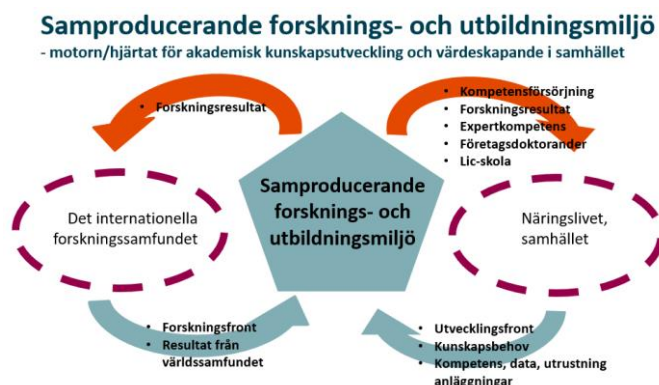 Samproducerande forsknings- och utbildningsmiljö
- motorn/hjärtat för akademisk kunskapsutveckling och värdeskapande i samhället
• Forskningsresultat
• Kompetensförsörjning
• Forskningsresultat
• Expertkompetens
• Företagsdoktorander
• Lic-skola
Det internationella
forskningssamfundet
Samproducerande
forsknings- och
utbildningsmiljö
Näringslivet,
samhället
• Forskningsfront
• Resultat från
världssamfundet
• Utvecklingsfront
• Kunskapsbehov
• Kompetens, data, utrustning
anläggningar